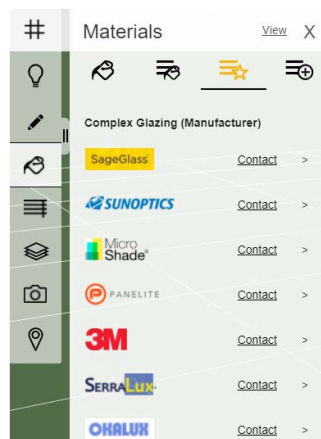 Materials View X
Complex Glazing (Manufacturer)
SageGlass® Contact >
SUNOPTICS Contact >
Micro
Shade® Contact >
PANELITE Contact >
3M Contact >
SERRALUX Contact >
OKALUX Contact >